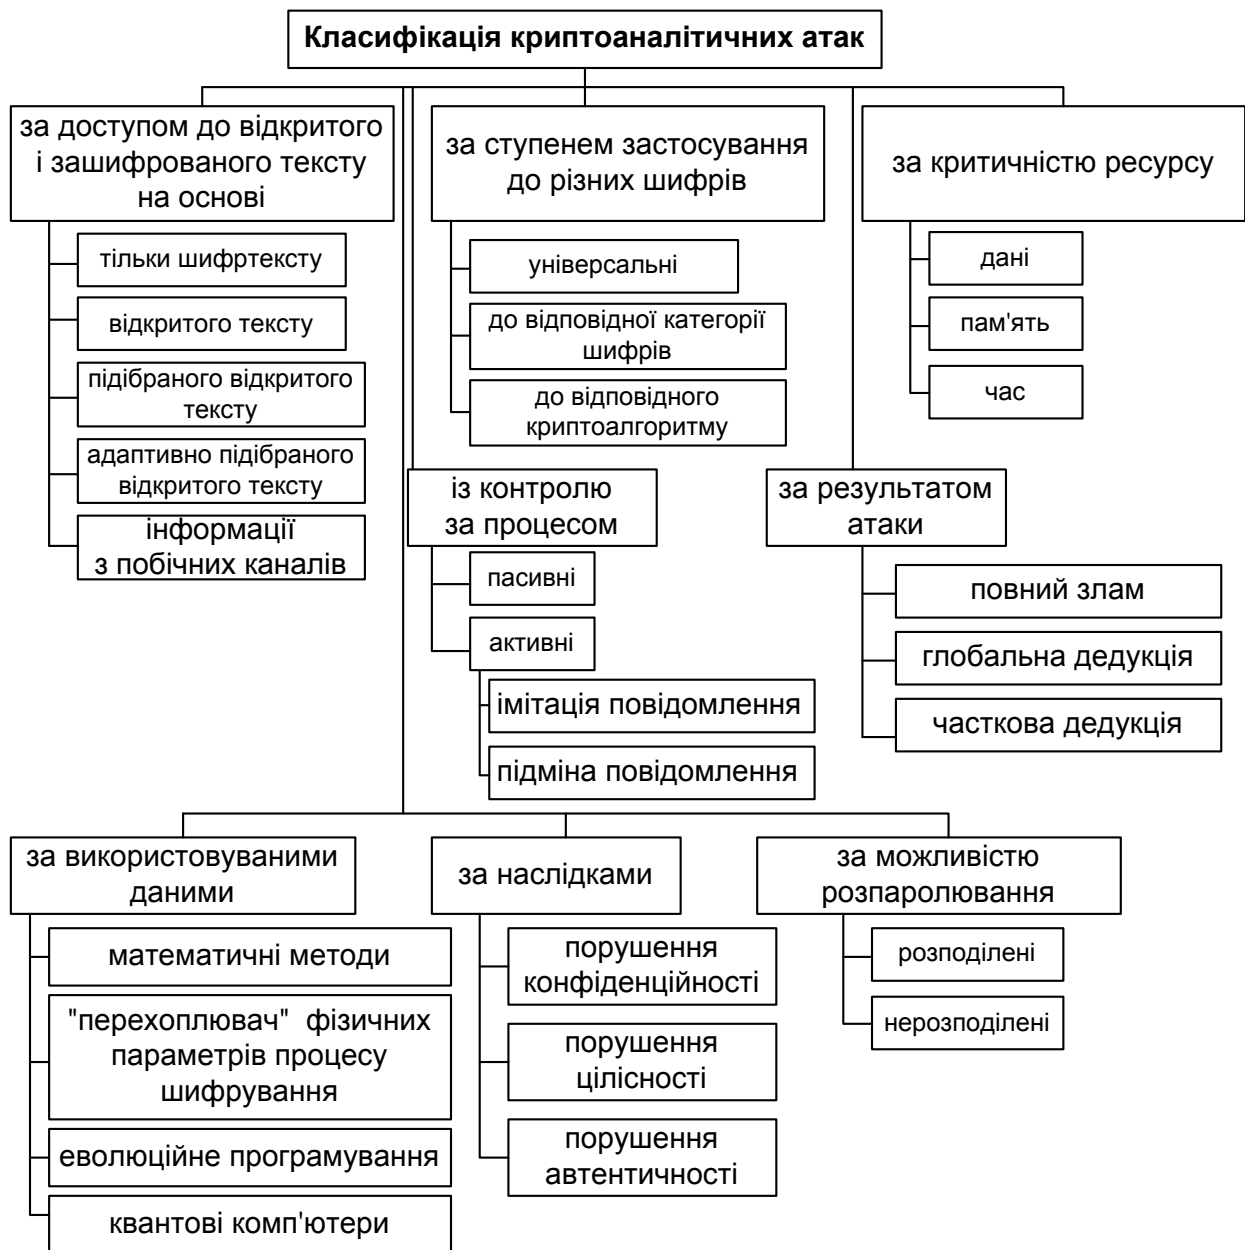 Класифікація криптоаналітичних атак
за доступом до відкритого
і зашифрованого тексту
на основі
тільки шифртексту
відкритого тексту
підібраного відкритого
тексту
адаптивно підібраного
відкритого тексту
інформації
з побічних каналів
за ступенем застосування
до різних шифрів
універсальні
до відповідної категорії
шифрів
до відповідного
криптоалгоритму
за критичністю ресурсу
дані
пам'ять
час
із контролю
за процесом
пасивні
активні
імітація повідомлення
підміна повідомлення
за результатом
атаки
повний злам
глобальна дедукція
часткова дедукція
за використовуваними
даними
математичні методи
"перехоплювач" фізичних
параметрів процесу
шифрування
еволюційне програмування
квантові комп'ютери
за наслідками
порушення
конфіденційності
порушення
цілісності
порушення
автентичності
за можливістю
розпаролювання
розподілені
нерозподілені